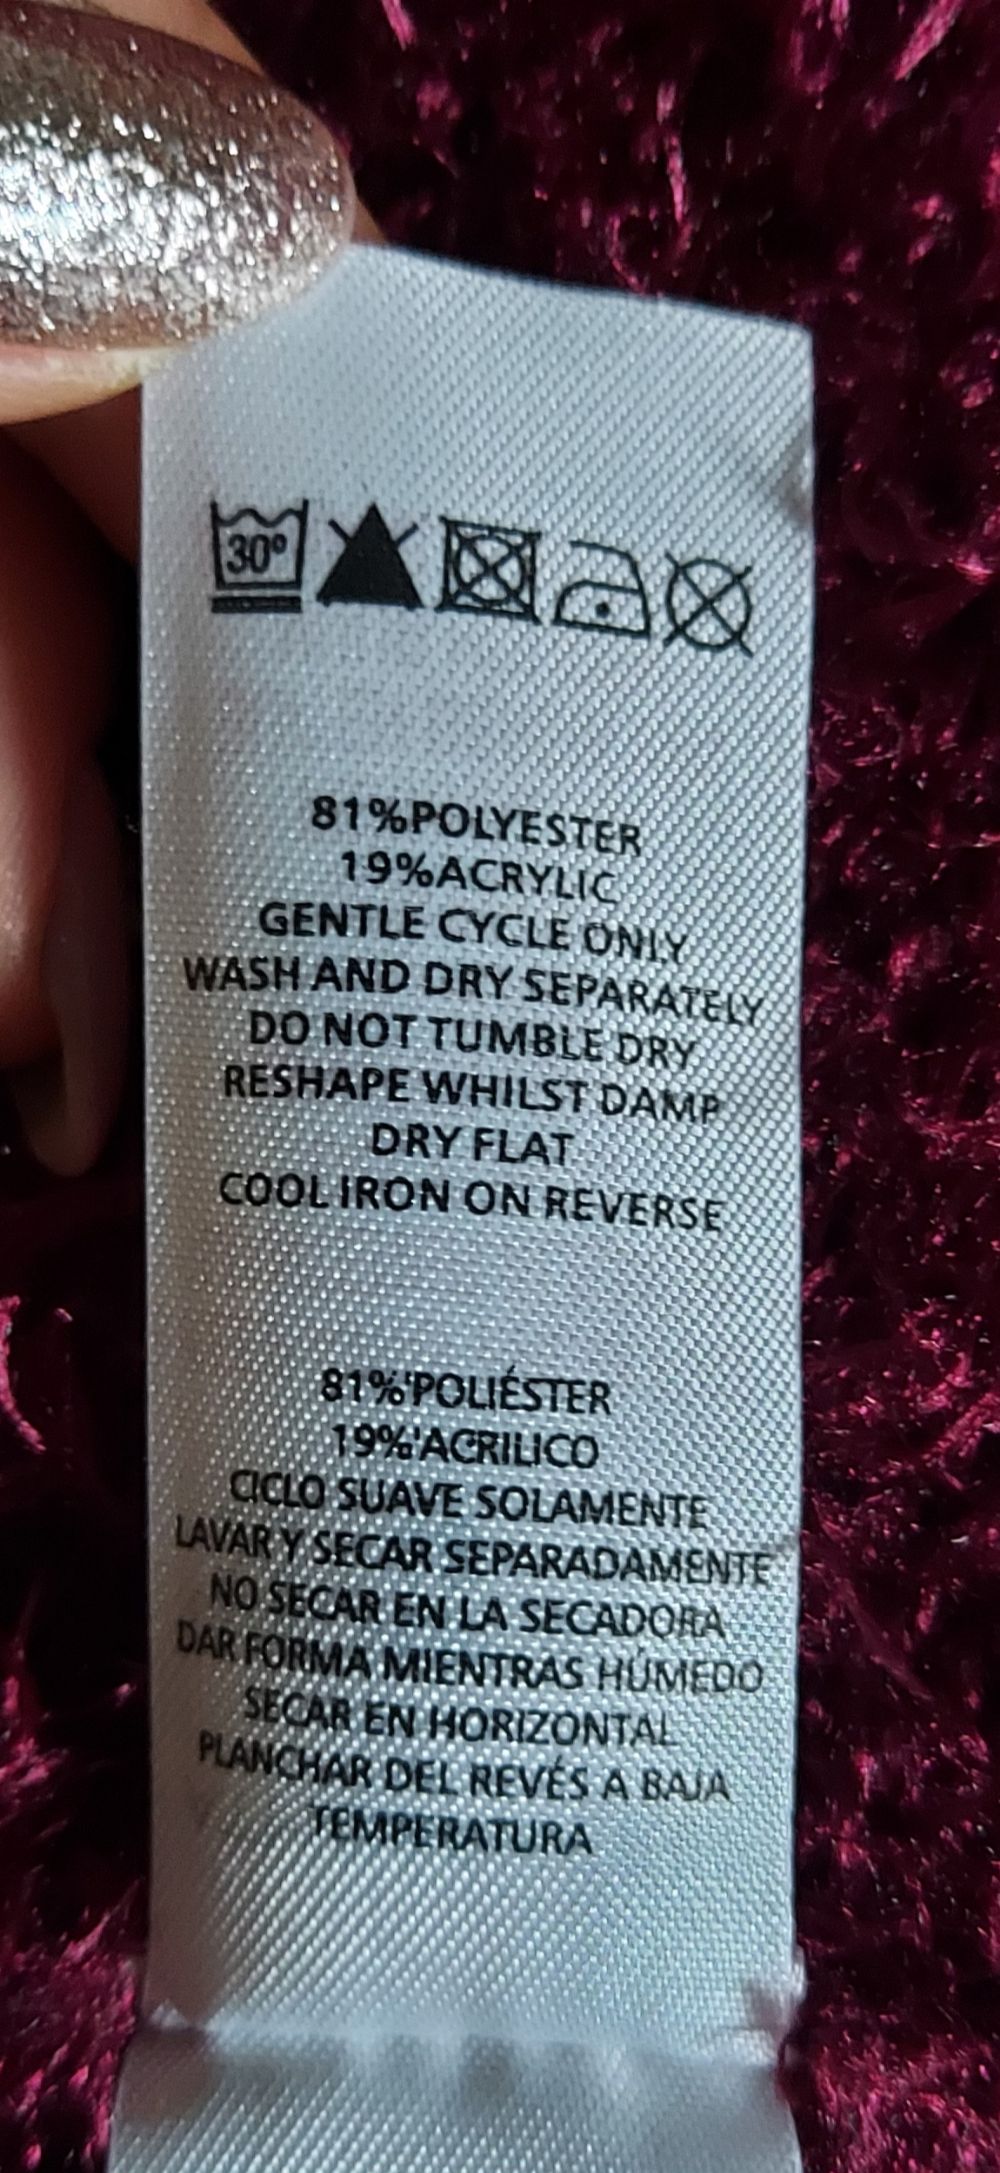 30°
81%POLYESTER
19%ACRYLIC
GENTLE CYCLE ONLY
WASH AND DRY SEPARATELY
DO NOT TUMBLE DRY
RESHAPE WHILST DAMP
DRY FLAT
COOL IRON ON REVERSE
81%'POLIÉSTER
19%'ACRILICO
CICLO SUAVE SOLAMENTE
LAVAR Y SECAR SEPARADAMENTE
NO SECAR EN LA SECADORA
DAR FORMA MIENTRAS HÚMEDO
SECAR EN HORIZONTAL
PLANCHAR DEL REVÉS A BAJA
TEMPERATURA